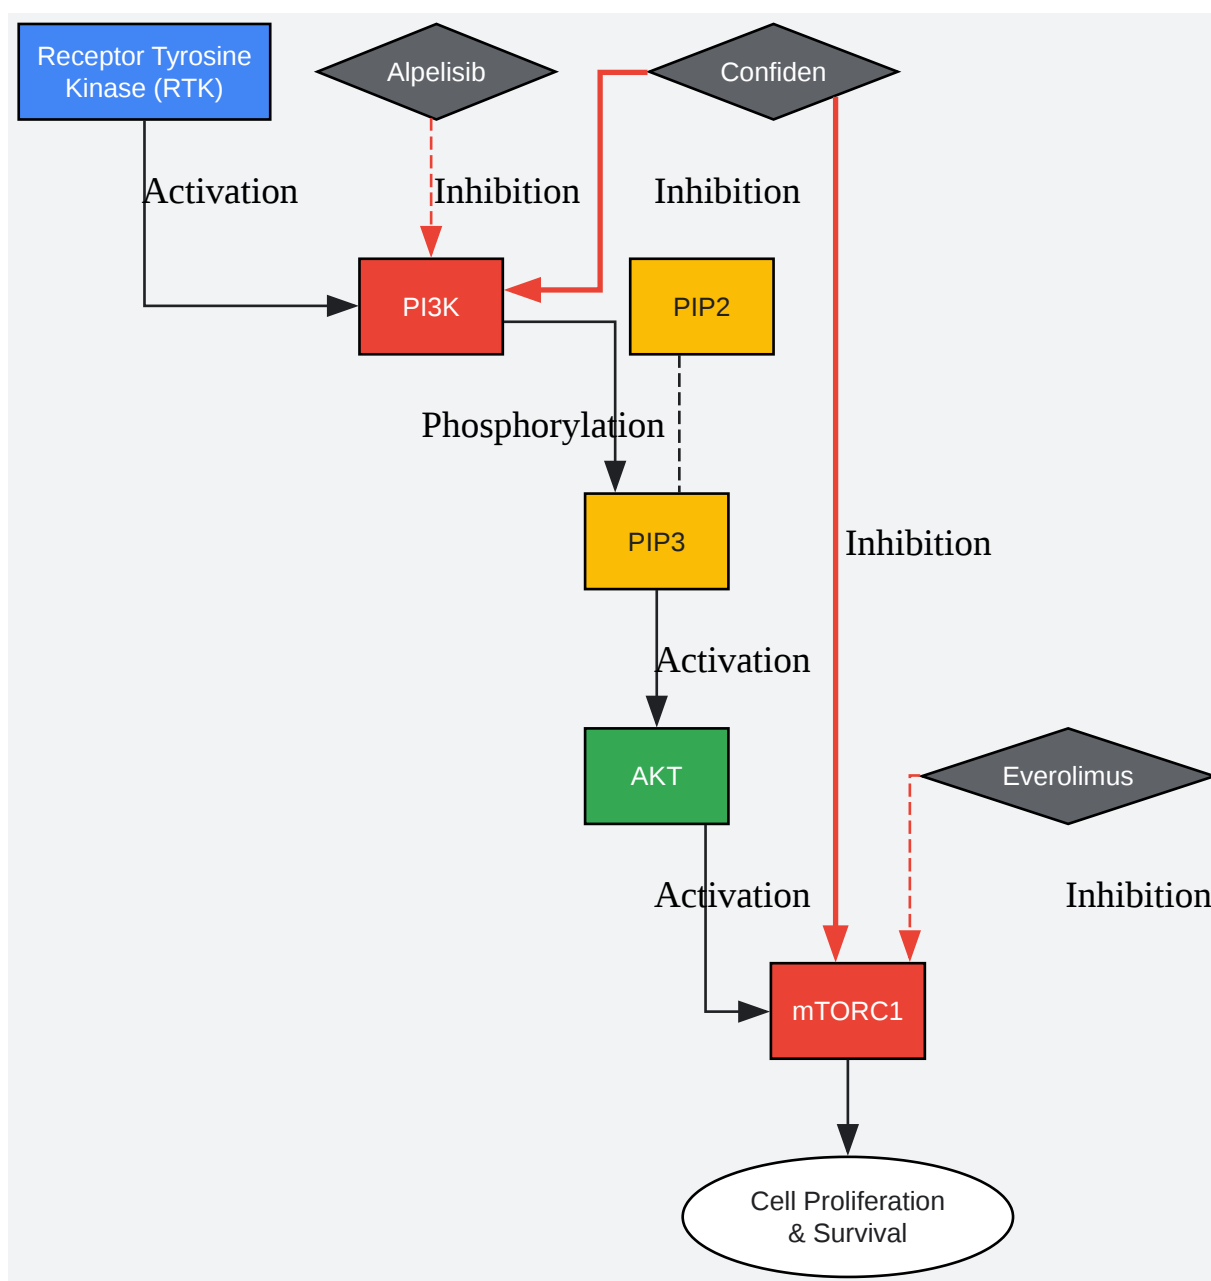 Receptor Tyrosine
Kinase (RTK)
Alpelisib
Confiden
Activation
Inhibition
Inhibition
PI3K
PIP2
Phosphorylation
PIP3
Inhibition
Activation
AKT
Everolimus
Activation
Inhibition
mTORC1
Cell Proliferation
& Survival